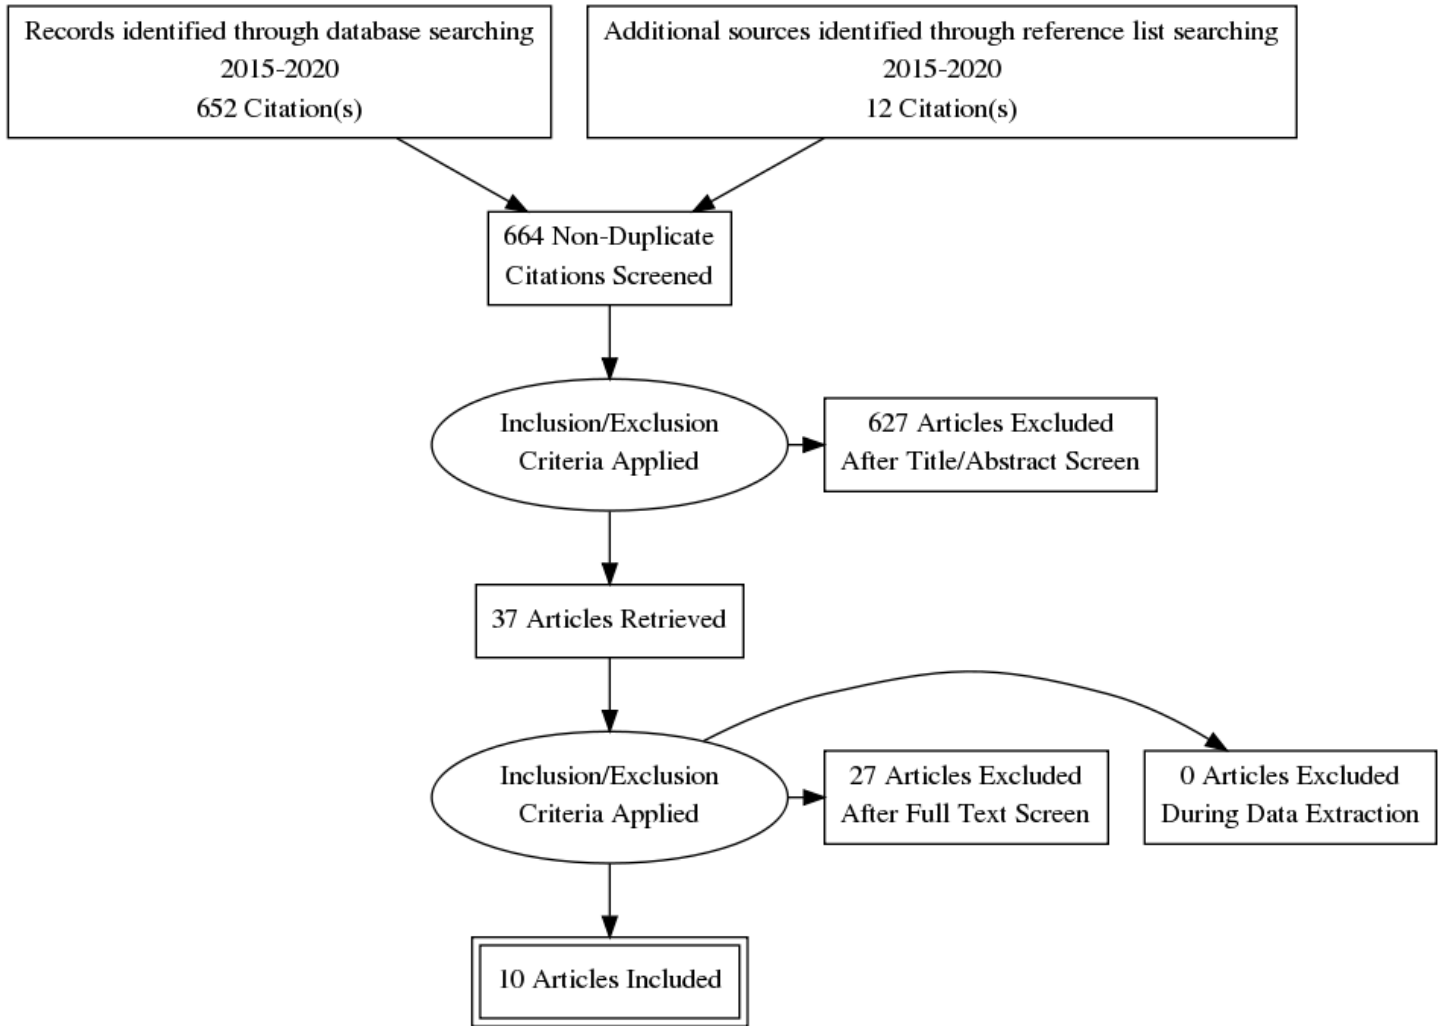 Records identified through database searching
2015-2020
652 Citation(s)
Additional sources identified through reference list searching
2015-2020
12 Citation(s)
664 Non-Duplicate
Citations Screened
Inclusion/Exclusion
Criteria Applied
627 Articles Excluded
After Title/Abstract Screen
37 Articles Retrieved
Inclusion/Exclusion
Criteria Applied
27 Articles Excluded
After Full Text Screen
0 Articles Excluded
During Data Extraction
10 Articles Included